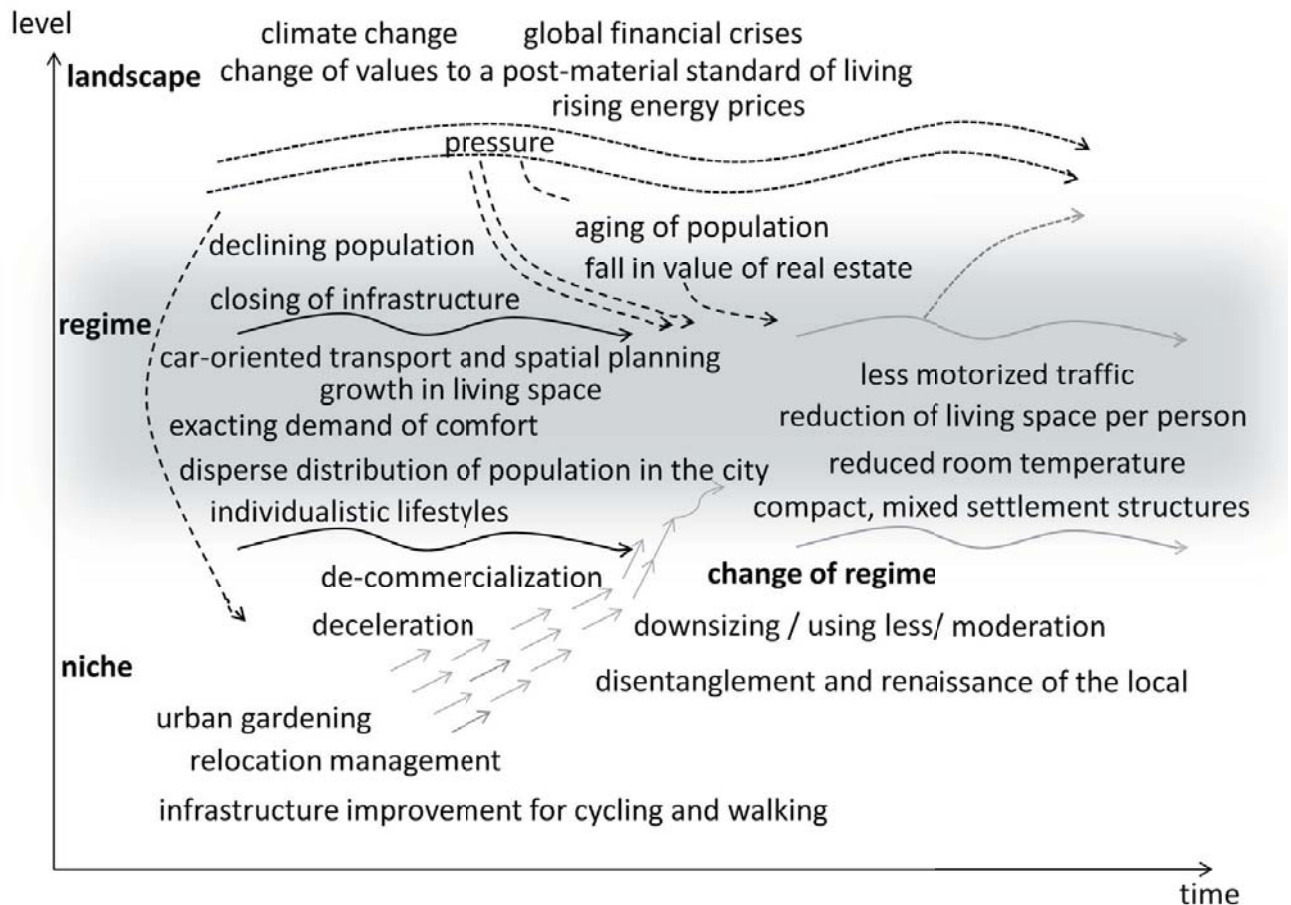 level
climate change global financial crises
landscape change of values to a post-material standard of living
rising energy prices
pressure
aging of population
declining population
fall in value of real estate
closing of infrastructure
regime
car-oriented transport and spatial planning
less motorized traffic
growth in living space
reduction of living space per person
exacting demand of comfort
reduced room temperature
disperse distribution of population in the city
individualistic lifestyles
compact, mixed settlement structures
de-commercialization
change of regime
deceleration
downsizing / using less/ moderation
niche
disentanglement and renaissance of the local
urban gardening
relocation management
infrastructure improvement for cycling and walking
time